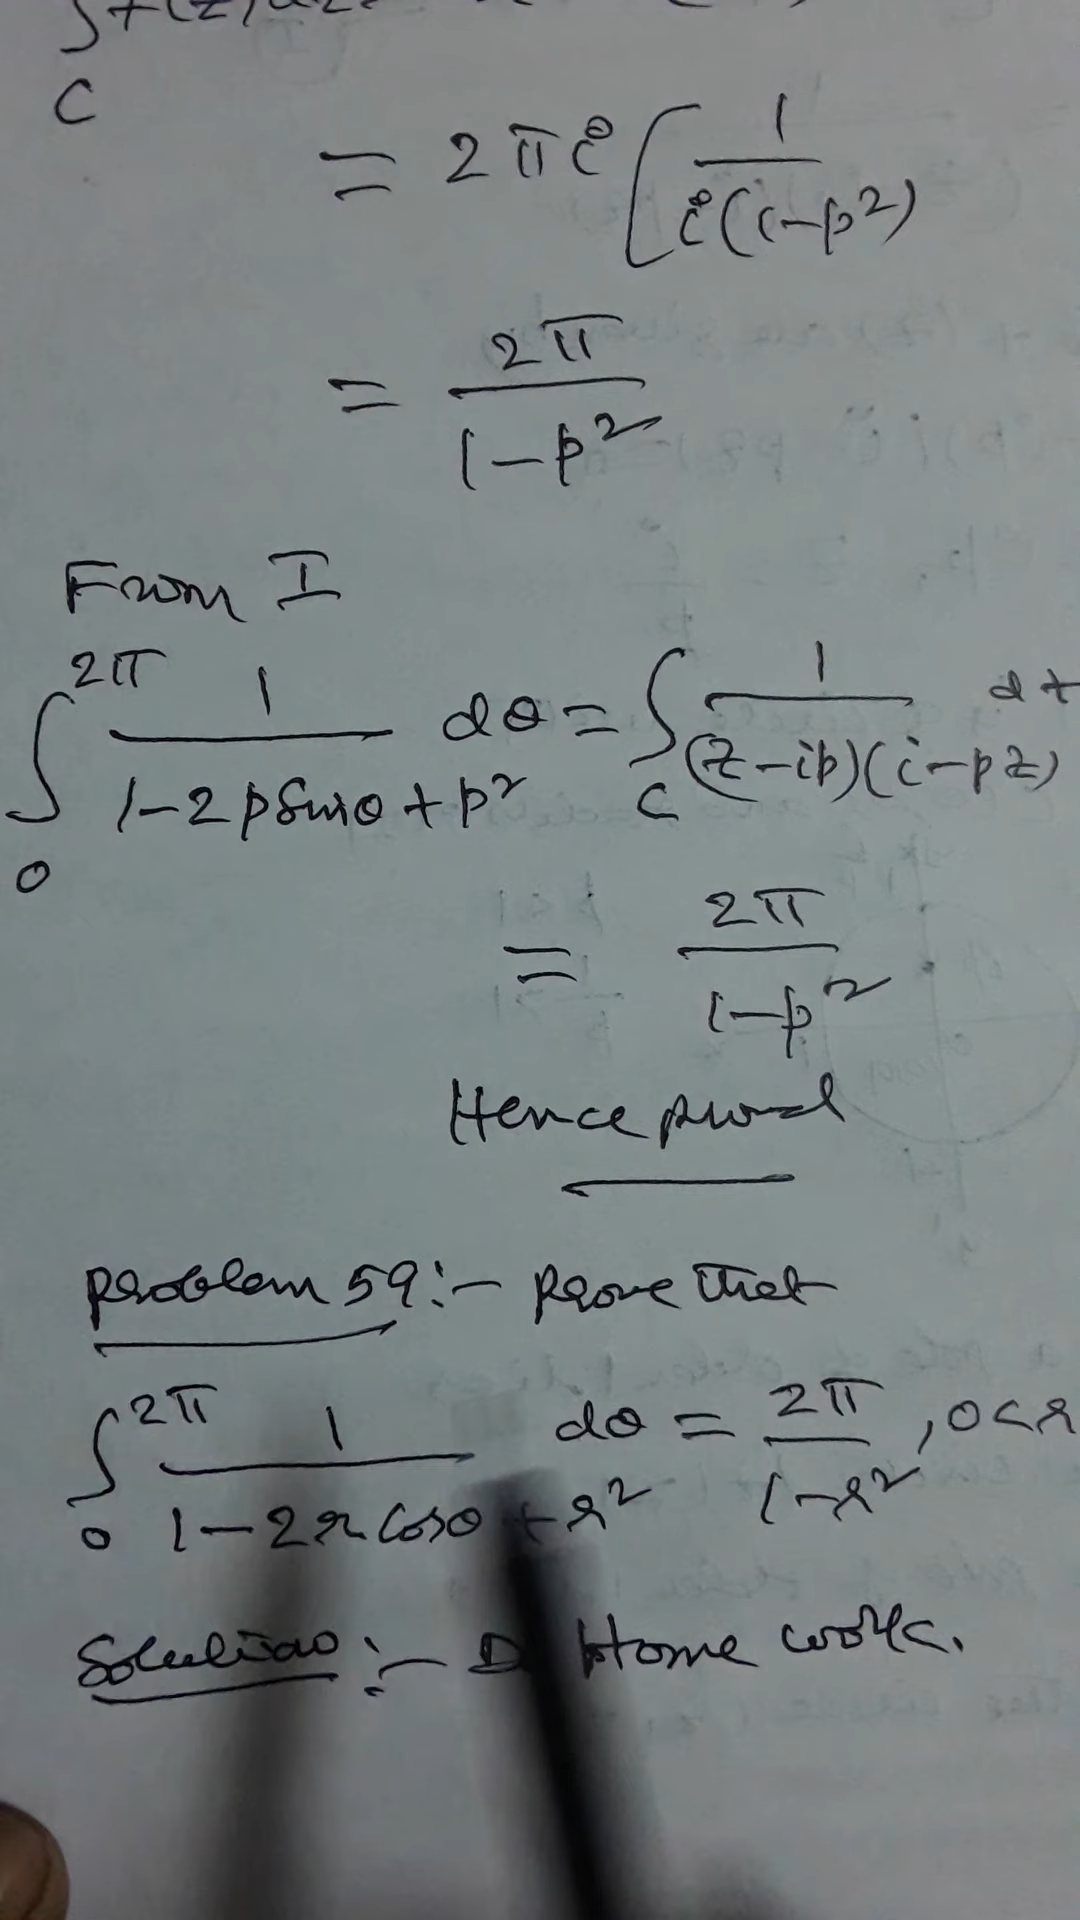 ∫ f(z) dz
C
= 2πi [ 1 / i(1-p²)
= 2π / 1-p²
From I
∫₀^2π 1 / 1-2p sinθ + p² dθ = ∫_C 1 / (z-ip)(i-pz) dz
= 2π / 1-p²
Hence proved
Problem 59:- Prove that
∫₀^2π 1 / 1-2r cosθ + r² dθ = 2π / 1-r² , 0<r
Solution :- Home work.